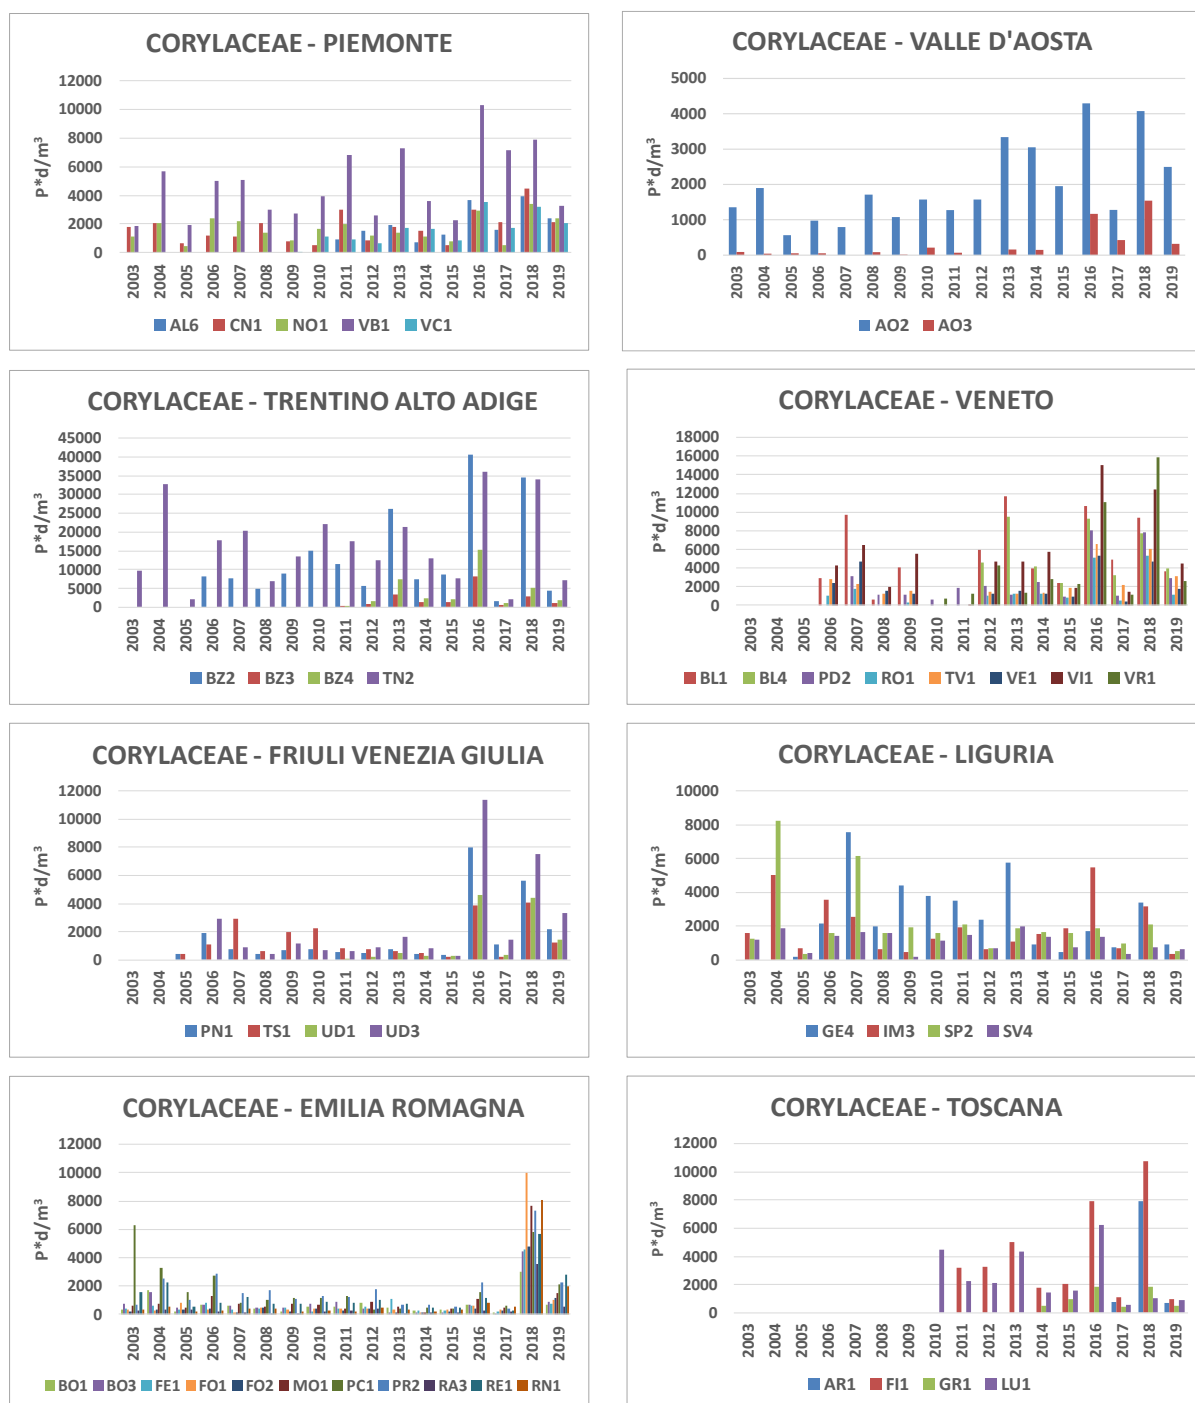 CORYLACEAE - PIEMONTE
P*d/m³
12000
10000
8000
6000
4000
2000
0
2003 2004 2005 2006 2007 2008 2009 2010 2011 2012 2013 2014 2015 2016 2017 2018 2019
AL6 CN1 NO1 VB1 VC1
CORYLACEAE - VALLE D'AOSTA
P*d/m³
5000
4000
3000
2000
1000
0
2003 2004 2005 2006 2007 2008 2009 2010 2011 2012 2013 2014 2015 2016 2017 2018 2019
AO2 AO3
CORYLACEAE - TRENTINO ALTO ADIGE
P*d/m³
45000
40000
35000
30000
25000
20000
15000
10000
5000
0
2003 2004 2005 2006 2007 2008 2009 2010 2011 2012 2013 2014 2015 2016 2017 2018 2019
BZ2 BZ3 BZ4 TN2
CORYLACEAE - VENETO
P*d/m³
18000
16000
14000
12000
10000
8000
6000
4000
2000
0
2003 2004 2005 2006 2007 2008 2009 2010 2011 2012 2013 2014 2015 2016 2017 2018 2019
BL1 BL4 PD2 RO1 TV1 VE1 VI1 VR1
CORYLACEAE - FRIULI VENEZIA GIULIA
P*d/m³
12000
10000
8000
6000
4000
2000
0
2003 2004 2005 2006 2007 2008 2009 2010 2011 2012 2013 2014 2015 2016 2017 2018 2019
PN1 TS1 UD1 UD3
CORYLACEAE - LIGURIA
P*d/m³
10000
8000
6000
4000
2000
0
2003 2004 2005 2006 2007 2008 2009 2010 2011 2012 2013 2014 2015 2016 2017 2018 2019
GE4 IM3 SP2 SV4
CORYLACEAE - EMILIA ROMAGNA
P*d/m³
12000
10000
8000
6000
4000
2000
0
2003 2004 2005 2006 2007 2008 2009 2010 2011 2012 2013 2014 2015 2016 2017 2018 2019
BO1 BO3 FE1 FO1 FO2 MO1 PC1 PR2 RA3 RE1 RN1
CORYLACEAE - TOSCANA
P*d/m³
12000
10000
8000
6000
4000
2000
0
2003 2004 2005 2006 2007 2008 2009 2010 2011 2012 2013 2014 2015 2016 2017 2018 2019
AR1 FI1 GR1 LU1